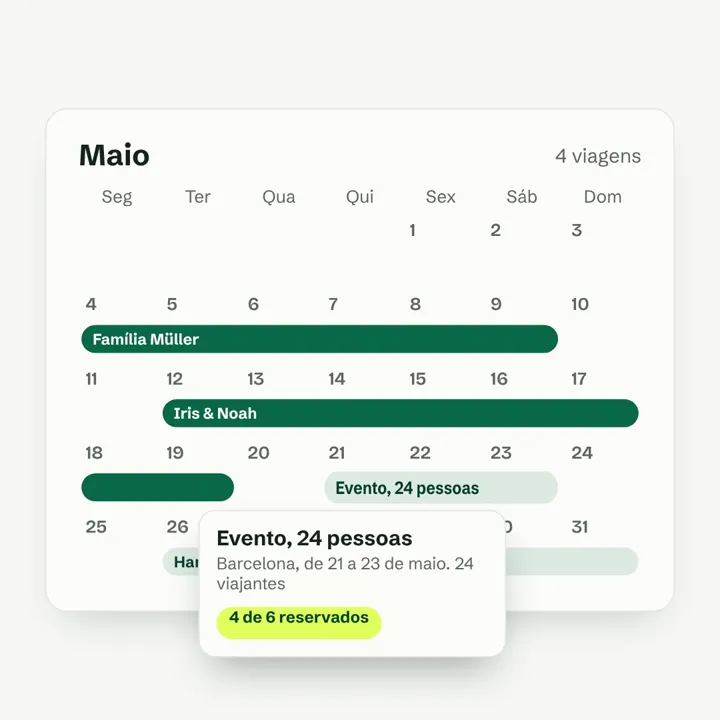 Maio
4 viagens
Seg Ter Qua Qui Sex Sáb Dom
1 2 3
4 5 6 7 8 9 10
Família Müller
11 12 13 14 15 16 17
Iris & Noah
18 19 20 21 22 23 24
Evento, 24 pessoas
25 26 31
Evento, 24 pessoas
Barcelona, de 21 a 23 de maio. 24
viajantes
4 de 6 reservados